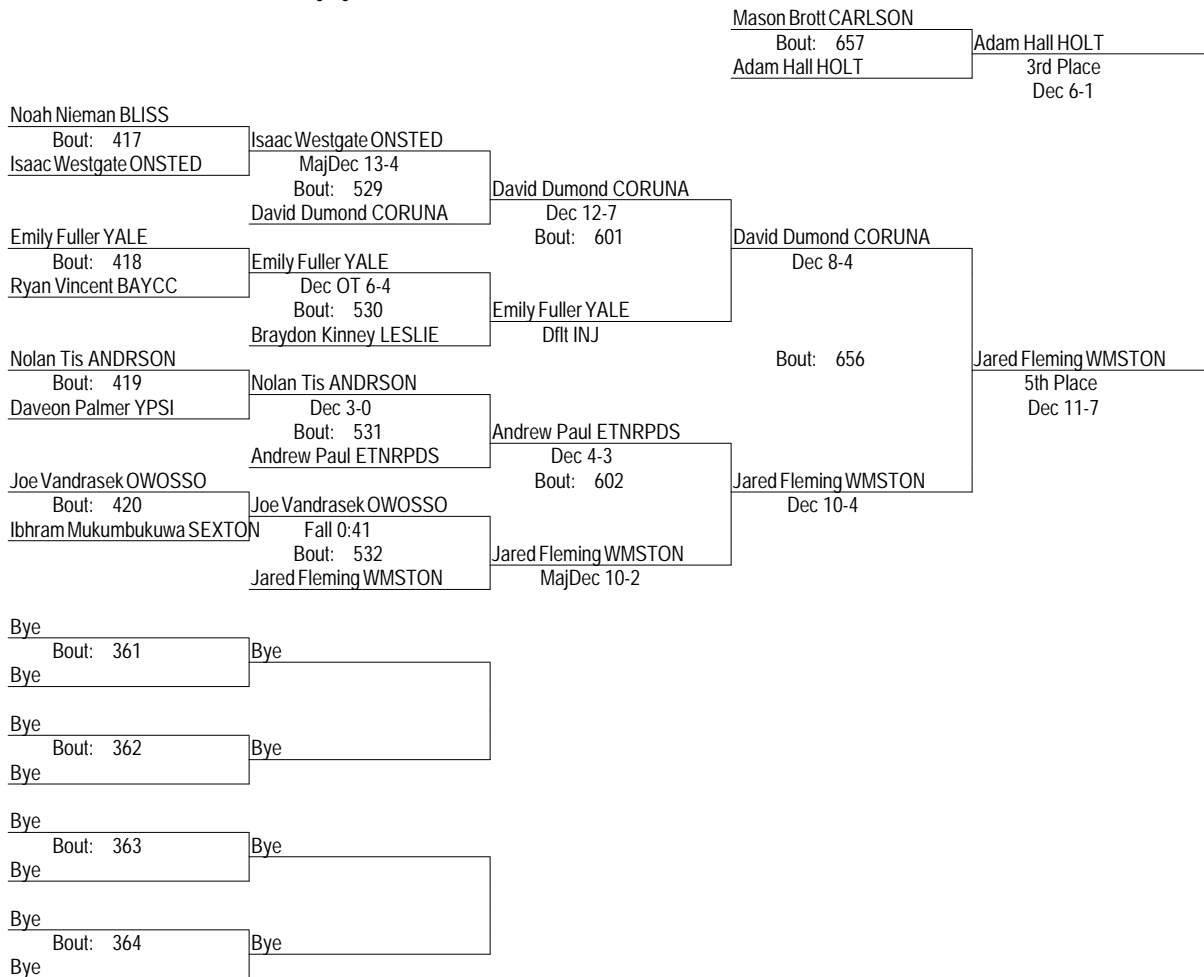 Mason Brott CARLSON
Bout: 657
Adam Hall HOLT
Adam Hall HOLT
3rd Place
Dec 6-1
Noah Nieman BLISS
Bout: 417
Isaac Westgate ONSTED
Isaac Westgate ONSTED
MajDec 13-4
Bout: 529
David Dumond CORUNA
David Dumond CORUNA
Dec 12-7
Bout: 601
Emily Fuller YALE
Bout: 418
Ryan Vincent BAYCC
Emily Fuller YALE
Dec OT 6-4
Bout: 530
Braydon Kinney LESLIE
Emily Fuller YALE
Dflt INJ
David Dumond CORUNA
Dec 8-4
Bout: 656
Jared Fleming WMSTON
5th Place
Dec 11-7
Nolan Tis ANDRSON
Bout: 419
Daveon Palmer YPSI
Nolan Tis ANDRSON
Dec 3-0
Bout: 531
Andrew Paul ETNRPDS
Andrew Paul ETNRPDS
Dec 4-3
Bout: 602
Jared Fleming WMSTON
Dec 10-4
Joe Vandrasek OWOSSO
Bout: 420
Ibhram Mukumbukuwa SEXTON
Joe Vandrasek OWOSSO
Fall 0:41
Bout: 532
Jared Fleming WMSTON
Jared Fleming WMSTON
MajDec 10-2
Bye
Bout: 361
Bye
Bye
Bye
Bout: 362
Bye
Bye
Bye
Bout: 363
Bye
Bye
Bye
Bout: 364
Bye
Bye